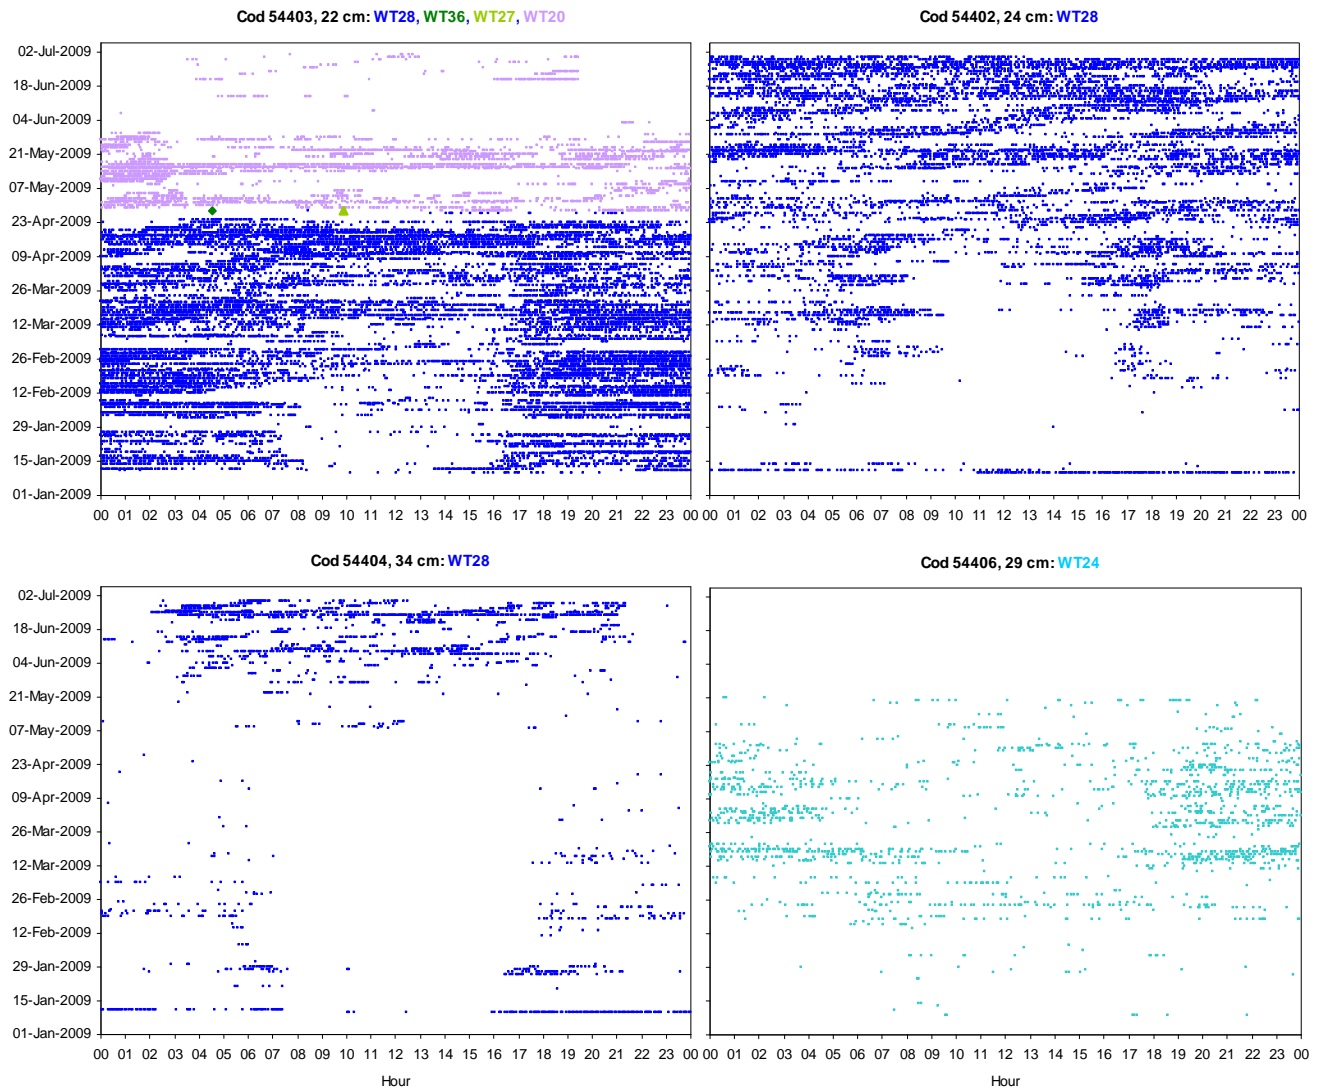 Cod 54403, 22 cm: WT28, WT36, WT27, WT20
02-Jul-2009
18-Jun-2009
04-Jun-2009
21-May-2009
07-May-2009
23-Apr-2009
09-Apr-2009
26-Mar-2009
12-Mar-2009
26-Feb-2009
12-Feb-2009
29-Jan-2009
15-Jan-2009
01-Jan-2009
00 01 02 03 04 05 06 07 08 09 10 11 12 13 14 15 16 17 18 19 20 21 22 23 00
Cod 54402, 24 cm: WT28
00 01 02 03 04 05 06 07 08 09 10 11 12 13 14 15 16 17 18 19 20 21 22 23 00
Cod 54404, 34 cm: WT28
02-Jul-2009
18-Jun-2009
04-Jun-2009
21-May-2009
07-May-2009
23-Apr-2009
09-Apr-2009
26-Mar-2009
12-Mar-2009
26-Feb-2009
12-Feb-2009
29-Jan-2009
15-Jan-2009
01-Jan-2009
00 01 02 03 04 05 06 07 08 09 10 11 12 13 14 15 16 17 18 19 20 21 22 23 00
Hour
Cod 54406, 29 cm: WT24
00 01 02 03 04 05 06 07 08 09 10 11 12 13 14 15 16 17 18 19 20 21 22 23 00
Hour